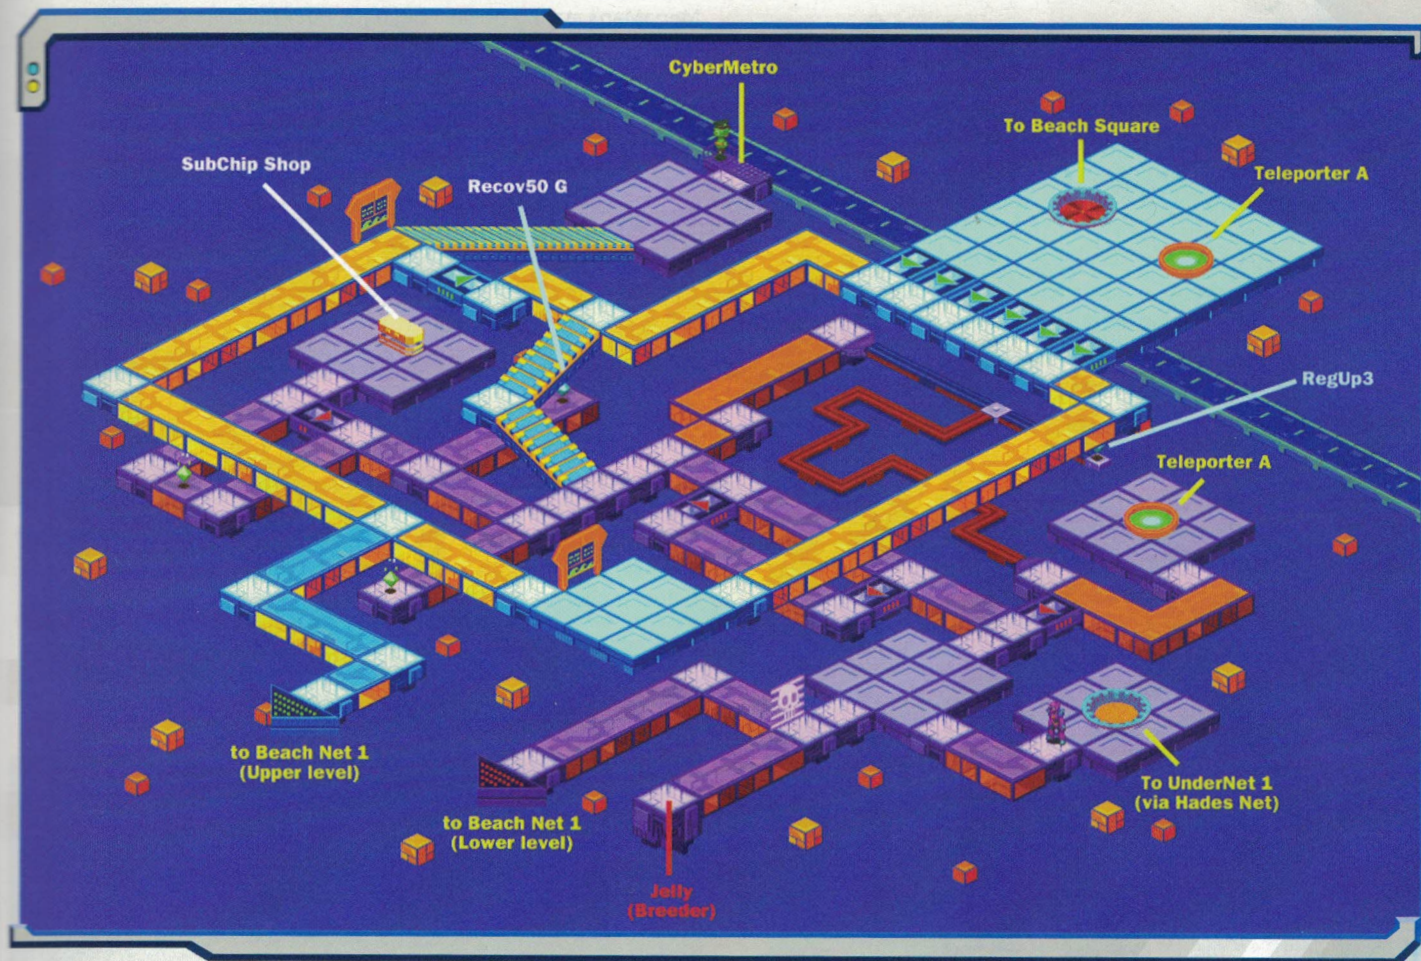 CyberMetro
To Beach Square
SubChip Shop
Teleporter A
Recov50 G
RegUp3
Teleporter A
to Beach Net 1
(Upper level)
To UnderNet 1
(via Hades Net)
to Beach Net 1
(Lower level)
Jelly
(Breeder)